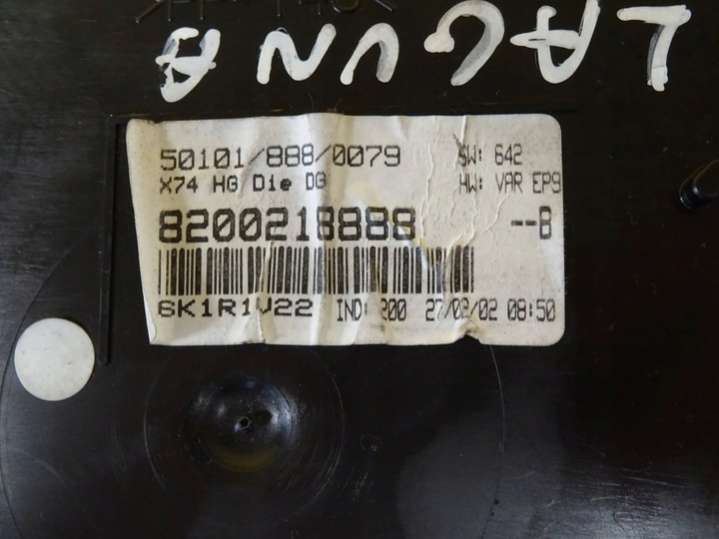 LAGUNA
50101/888/0079 SW: 642
X74 HG Die DG HW: VAR EP9
8200218888 --B
6K1R1V22 IND: 200 27/02/02 08:50